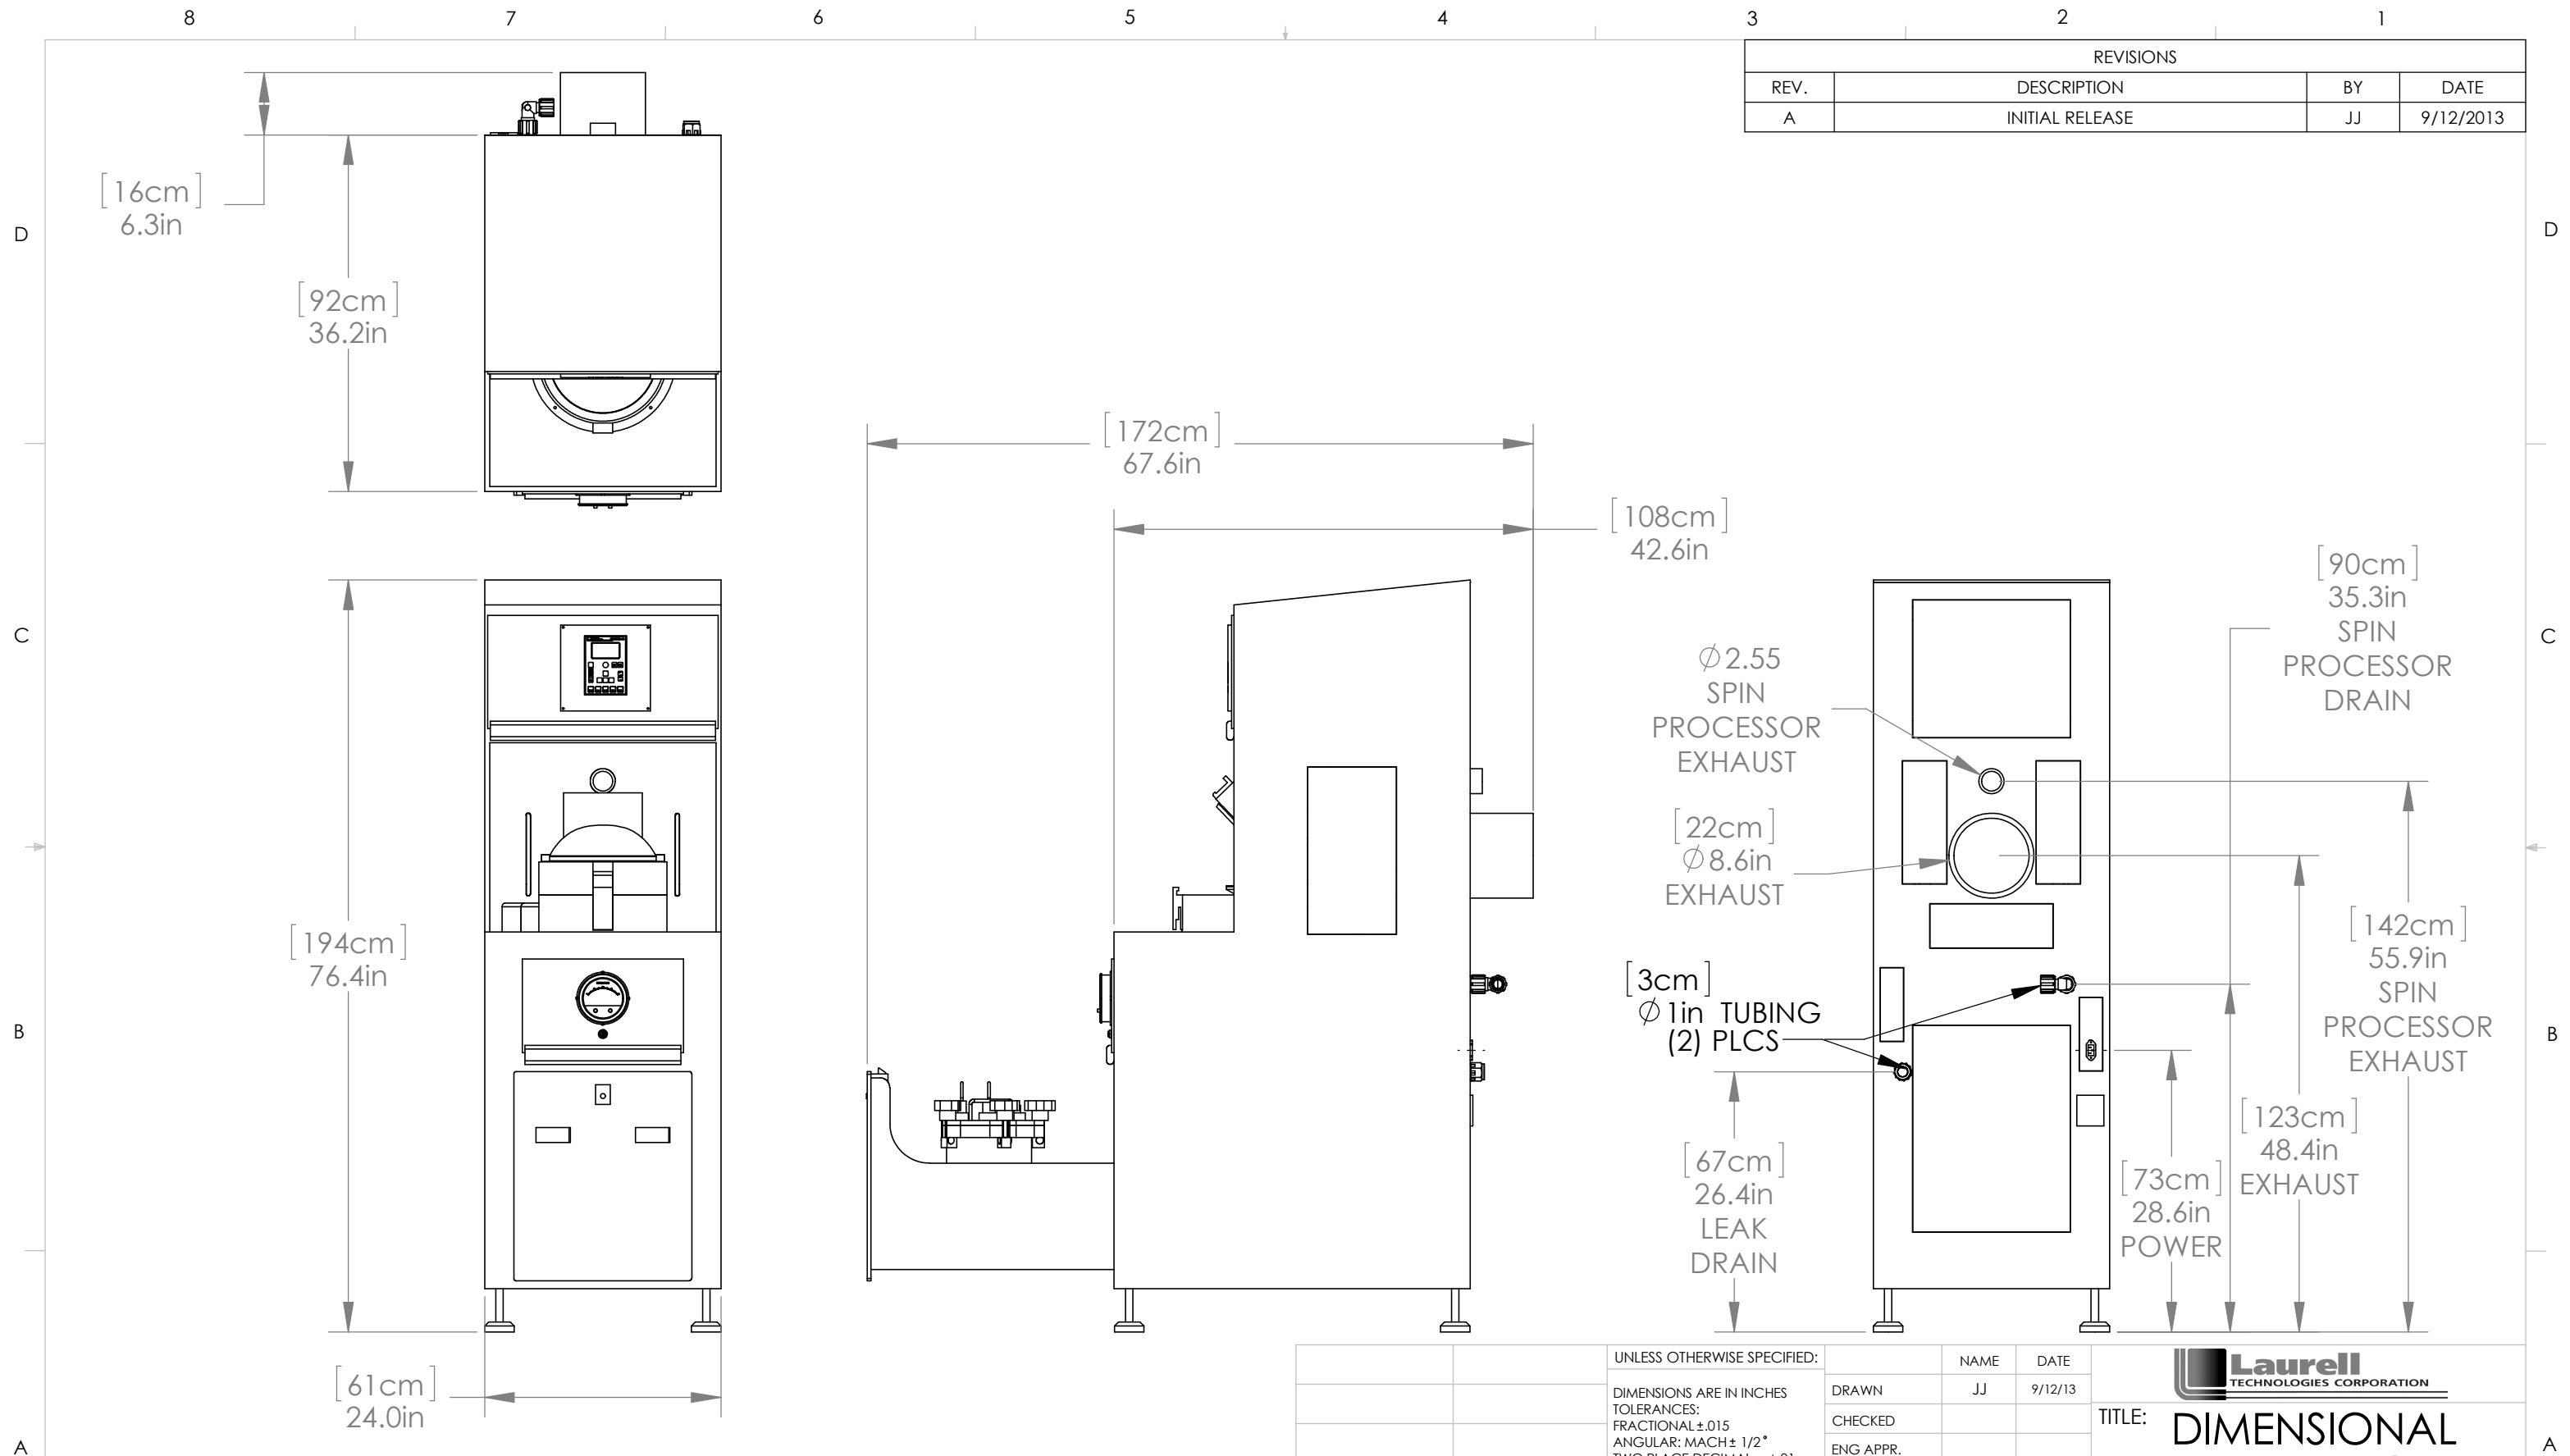 8 7 6 5 4 3 2 1
REVISIONS
REV. DESCRIPTION BY DATE
A INITIAL RELEASE JJ 9/12/2013
[16cm]
6.3in
D D
[92cm]
36.2in
[172cm]
67.6in
[108cm]
42.6in
[90cm]
35.3in
SPIN
PROCESSOR
DRAIN
C C
∅2.55
SPIN
PROCESSOR
EXHAUST
[22cm]
∅8.6in
EXHAUST
[194cm]
76.4in
[142cm]
55.9in
SPIN
PROCESSOR
EXHAUST
[3cm]
∅1in TUBING
(2) PLCS
B B
[123cm]
48.4in
EXHAUST
[67cm]
26.4in
LEAK
DRAIN
[73cm]
28.6in
POWER
[61cm]
24.0in
UNLESS OTHERWISE SPECIFIED:
DIMENSIONS ARE IN INCHES
TOLERANCES:
FRACTIONAL ±.015
ANGULAR: MACH ± 1/2°
NAME DATE
DRAWN JJ 9/12/13
CHECKED
ENG APPR.
Laurell
TECHNOLOGIES CORPORATION
TITLE:
DIMENSIONAL
A A